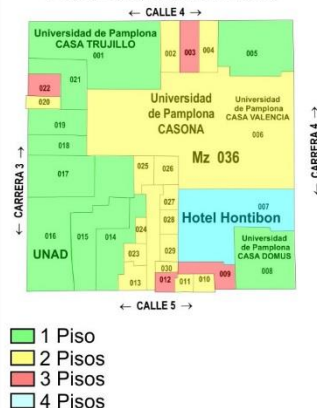 ← CALLE 4 →
Universidad de Pamplona
CASA TRUJILLO
001
002
003
004
005
021
022
020
019
018
017
Universidad
de Pamplona
CASONA
Universidad
de Pamplona
CASA VALENCIA
006
Mz 036
← CARRERA 3 →
← CARRERA 4 →
025
026
027
028
024
023
029
030
013
012
011
010
009
007
Hotel Hontibon
Universidad
de Pamplona
CASA DOMUS
008
016
015
014
UNAD
← CALLE 5 →
1 Piso
2 Pisos
3 Pisos
4 Pisos